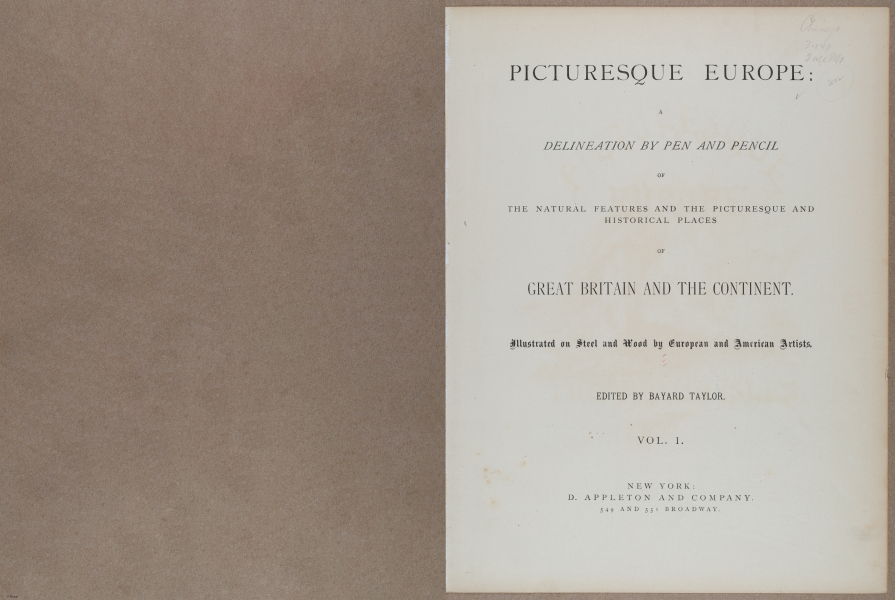 PICTURESQUE EUROPE:
A
DELINEATION BY PEN AND PENCIL
OF
THE NATURAL FEATURES AND THE PICTURESQUE AND
HISTORICAL PLACES
OF
GREAT BRITAIN AND THE CONTINENT.
Illustrated on Steel and Wood by European and American Artists.
EDITED BY BAYARD TAYLOR.
VOL. I.
NEW YORK:
D. APPLETON AND COMPANY.
549 AND 551 BROADWAY.